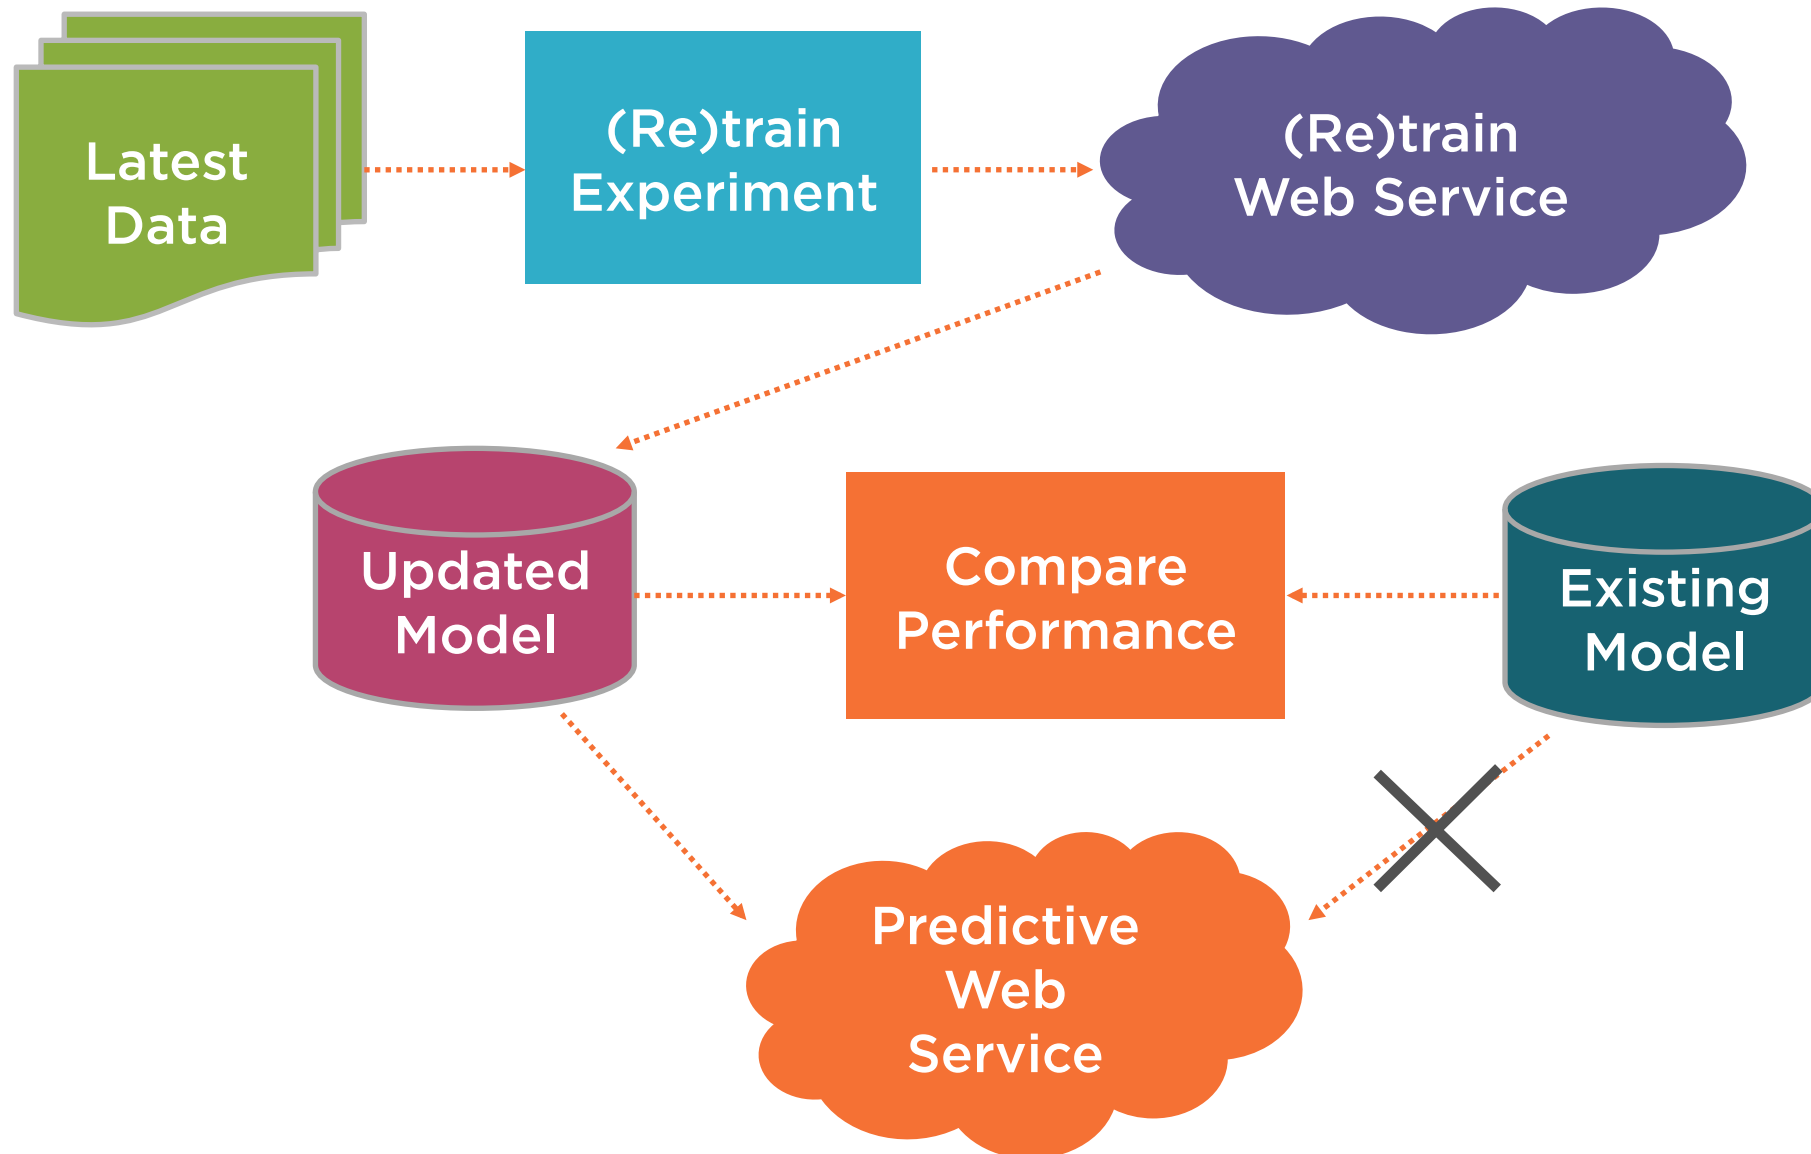 Latest
Data
(Re)train
Experiment
(Re)train
Web Service
Updated
Model
Compare
Performance
Existing
Model
Predictive
Web
Service